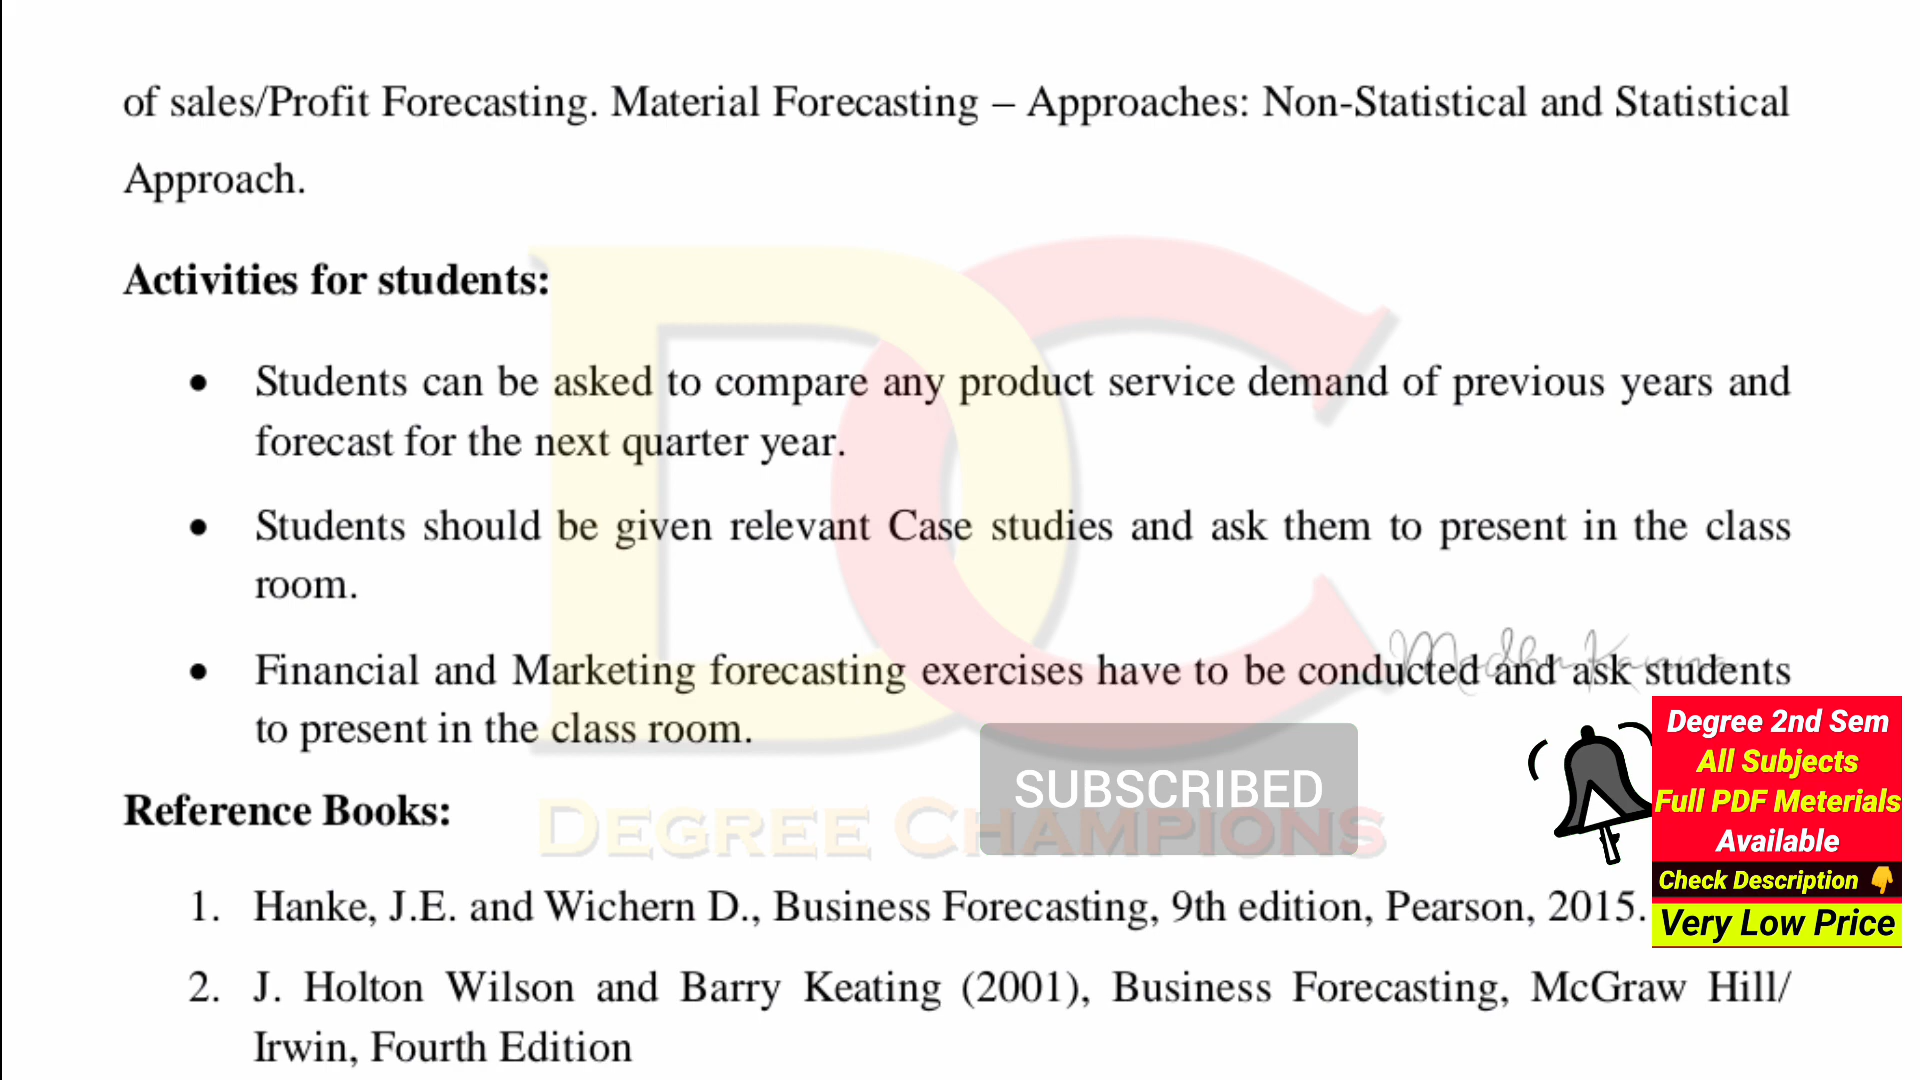 of sales/Profit Forecasting. Material Forecasting – Approaches: Non-Statistical and Statistical
Approach.
Activities for students:
• Students can be asked to compare any product service demand of previous years and
forecast for the next quarter year.
• Students should be given relevant Case studies and ask them to present in the class
room.
• Financial and Marketing forecasting exercises have to be conducted and ask students
to present in the class room.
Reference Books:
1. Hanke, J.E. and Wichern D., Business Forecasting, 9th edition, Pearson, 2015.
2. J. Holton Wilson and Barry Keating (2001), Business Forecasting, McGraw Hill/
Irwin, Fourth Edition
DC
DEGREE CHAMPIONS
SUBSCRIBED
Degree 2nd Sem
All Subjects
Full PDF Meterials
Available
Check Description 👇
Very Low Price